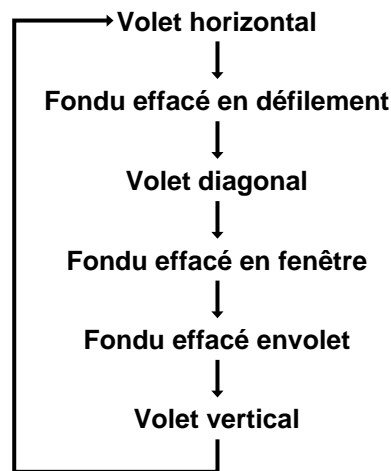 Volet horizontal
Fondu effacé en défilement
Volet diagonal
Fondu effacé en fenêtre
Fondu effacé envolet
Volet vertical